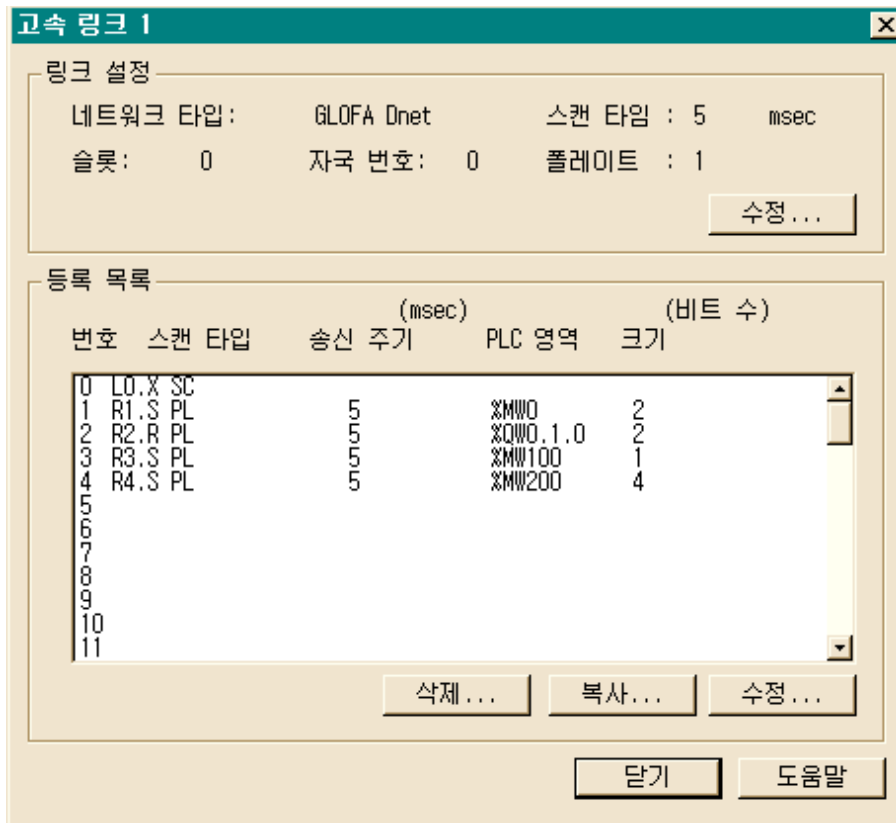 고속 링크 1
링크 설정
네트워크 타입: GLOFA Dnet 스캔 타임 : 5 msec
슬롯: 0 자국 번호: 0 폴레이트 : 1
수정...
등록 목록
(msec) (비트 수)
번호 스캔 타입 송신 주기 PLC 영역 크기
0 L0.X SC
1 R1.S PL 5 %MW0 2
2 R2.R PL 5 %QW0.1.0 2
3 R3.S PL 5 %MW100 1
4 R4.S PL 5 %MW200 4
5
6
7
8
9
10
11
삭제... 복사... 수정...
닫기 도움말